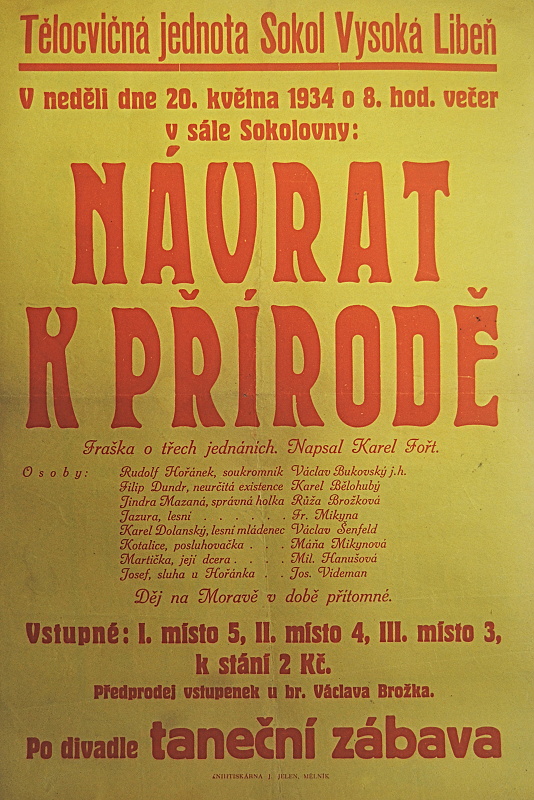 Tělocvičná jednota Sokol Vysoká Libeň
V neděli dne 20. května 1934 o 8. hod. večer
v sále Sokolovny:
NÁVRAT
K PŘÍRODĚ
Fraška o třech jednáních. Napsal Karel Fořt.
Osoby: Rudolf Hořánek, soukromník Václav Bukovský j.h.
Filip Dundr, neurčitá existence Karel Bělohubý
Jindra Mazaná, správná holka Růža Brožková
Jazura, lesní . . . . . . . Fr. Mikyna
Karel Dolanský, lesní mládenec Václav Šenfeld
Kotalice, posluhovačka . . . Máňa Mikynová
Martička, její dcera . . . . Mil. Hanušová
Josef, sluha u Hořánka . . . Jos. Videman
Děj na Moravě v době přítomné.
Vstupné: I. místo 5, II. místo 4, III. místo 3,
k stání 2 Kč.
Předprodej vstupenek u br. Václava Brožka.
Po divadle taneční zábava
KNIHTISKÁRNA J. JELEN, MĚLNÍK